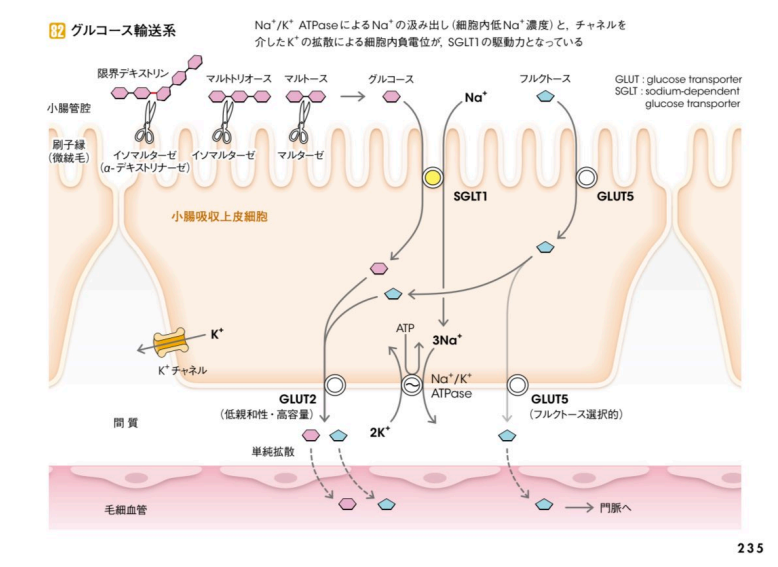 82 グルコース輸送系
Na⁺/K⁺ ATPaseによるNa⁺の汲み出し(細胞内低Na⁺濃度)と, チャネルを
介したK⁺の拡散による細胞内負電位が, SGLT1の駆動力となっている
限界デキストリン
マルトトリオース
マルトース
グルコース
フルクトース
GLUT : glucose transporter
SGLT : sodium-dependent
glucose transporter
小腸管腔
Na⁺
刷子縁
(微絨毛)
イソマルターゼ
(α-デキストリナーゼ)
イソマルターゼ
マルターゼ
SGLT1
GLUT5
小腸吸収上皮細胞
K⁺
K⁺チャネル
ATP
3Na⁺
Na⁺/K⁺
ATPase
GLUT2
(低親和性・高容量)
GLUT5
(フルクトース選択的)
間質
2K⁺
単純拡散
毛細血管
門脈へ
235